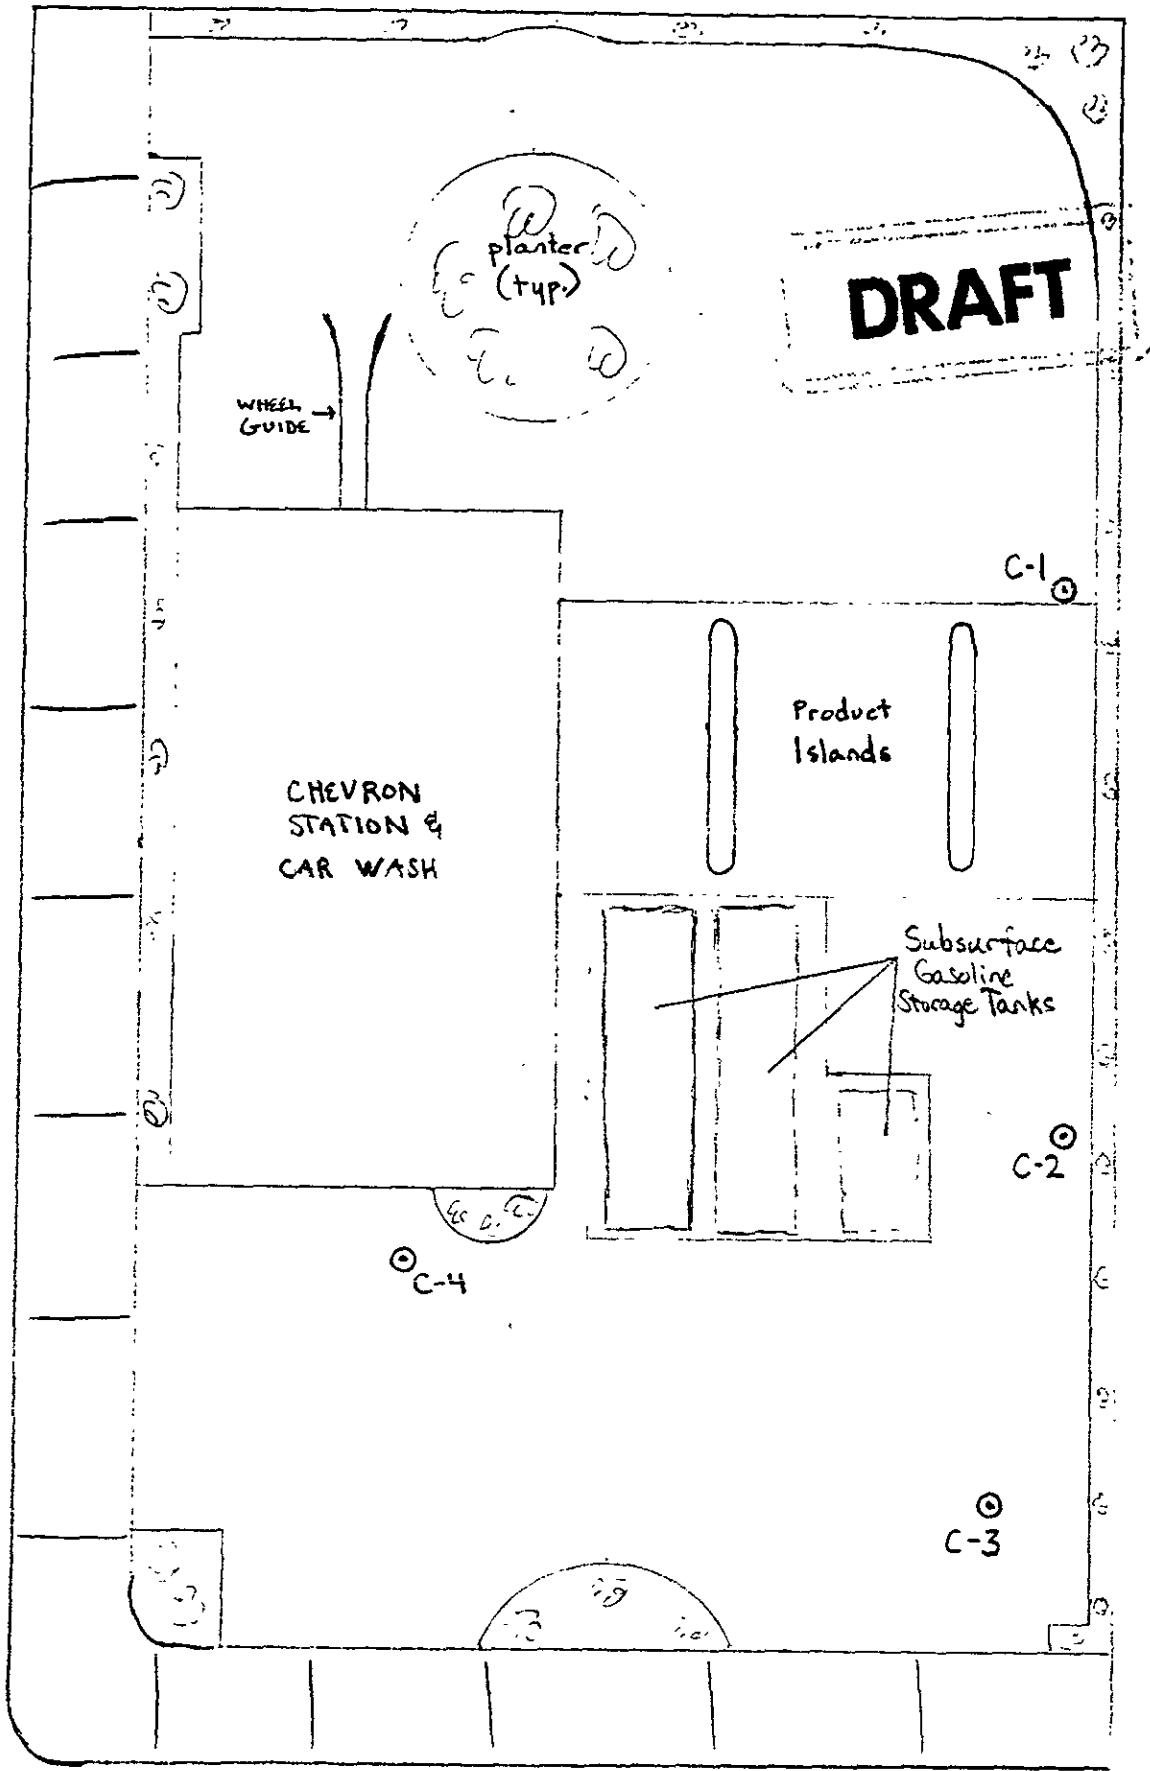 planter
(typ.)
DRAFT
WHEEL
GUIDE
C-1
Product
Islands
CHEVRON
STATION &
CAR WASH
Subsurface
Gasoline
Storage Tanks
C-2
C-4
C-3